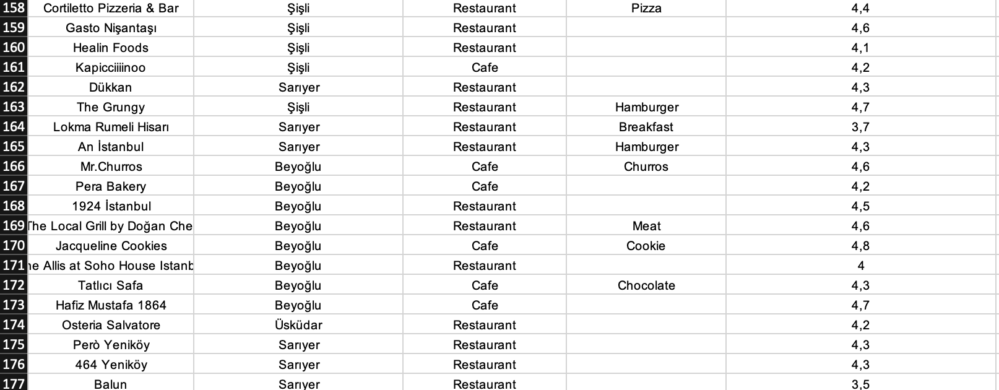 158 Cortiletto Pizzeria & Bar Şişli Restaurant Pizza 4,4
159 Gasto Nişantaşı Şişli Restaurant 4,6
160 Healin Foods Şişli Restaurant 4,1
161 Kapicciiiinoo Şişli Cafe 4,2
162 Dükkan Sarıyer Restaurant 4,3
163 The Grungy Şişli Restaurant Hamburger 4,7
164 Lokma Rumeli Hisarı Sarıyer Restaurant Breakfast 3,7
165 An İstanbul Sarıyer Restaurant Hamburger 4,3
166 Mr.Churros Beyoğlu Cafe Churros 4,6
167 Pera Bakery Beyoğlu Cafe 4,2
168 1924 İstanbul Beyoğlu Restaurant 4,5
169 The Local Grill by Doğan Che Beyoğlu Restaurant Meat 4,6
170 Jacqueline Cookies Beyoğlu Cafe Cookie 4,8
171 he Allis at Soho House Istanb Beyoğlu Restaurant 4
172 Tatlıcı Safa Beyoğlu Cafe Chocolate 4,3
173 Hafiz Mustafa 1864 Beyoğlu Cafe 4,7
174 Osteria Salvatore Üsküdar Restaurant 4,2
175 Però Yeniköy Sarıyer Restaurant 4,3
176 464 Yeniköy Sarıyer Restaurant 4,3
177 Balun Sarıyer Restaurant 3,5